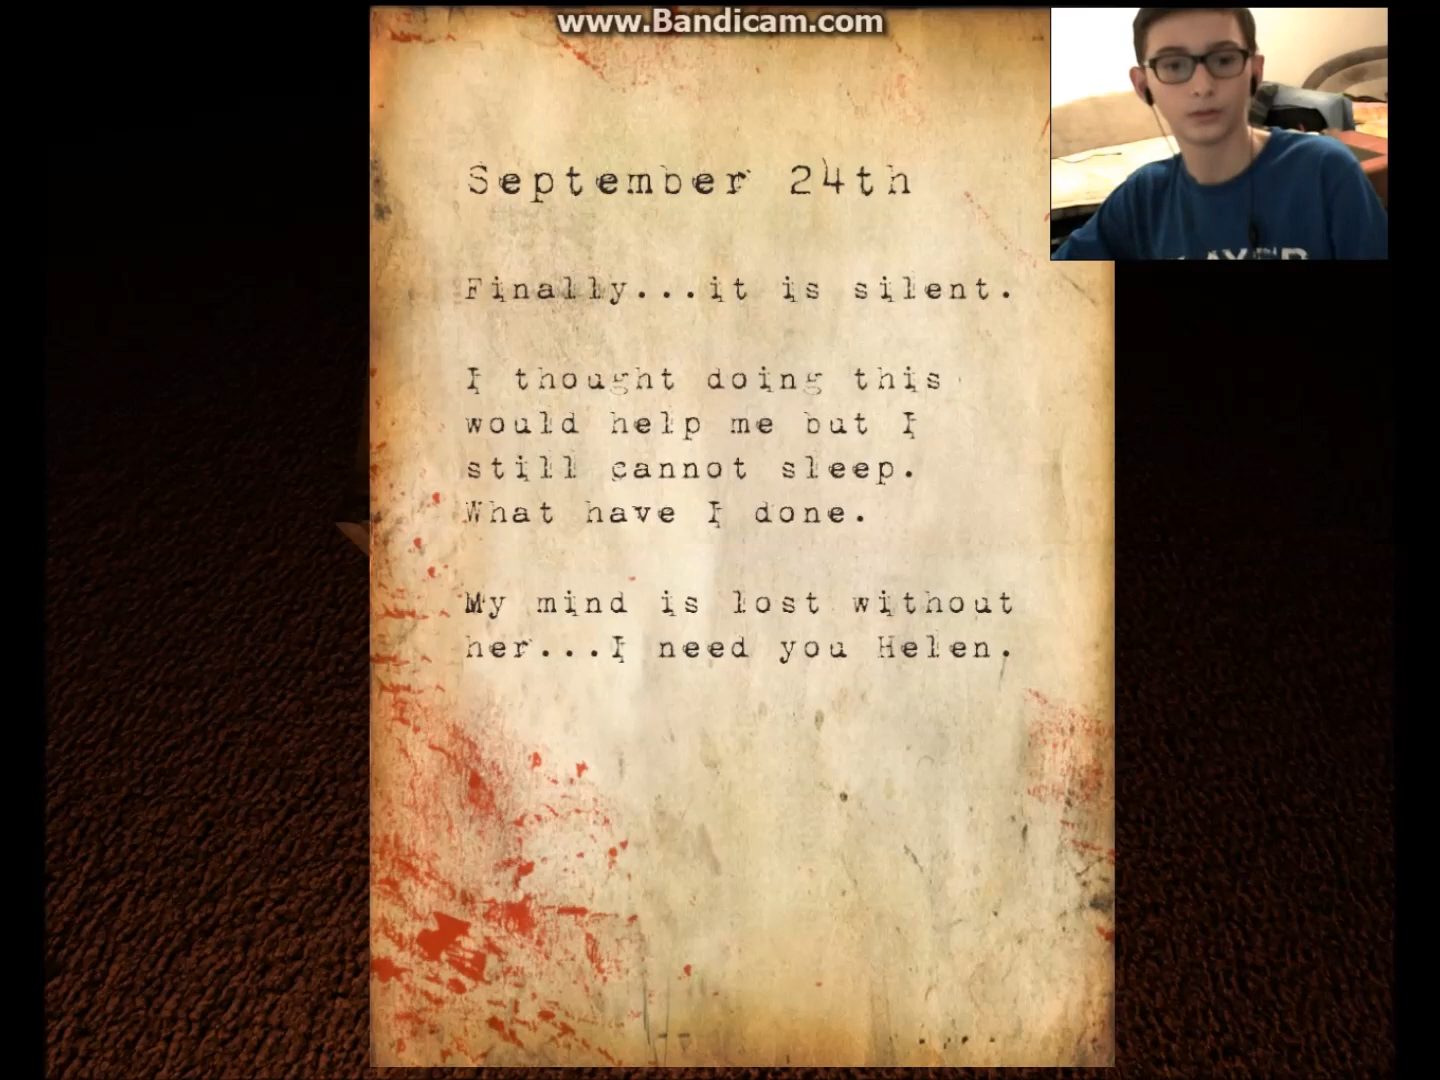 www.Bandicam.com
September 24th
Finally...it is silent.
I thought doing this
would help me but I
still cannot sleep.
What have I done.
My mind is lost without
her...I need you Helen.